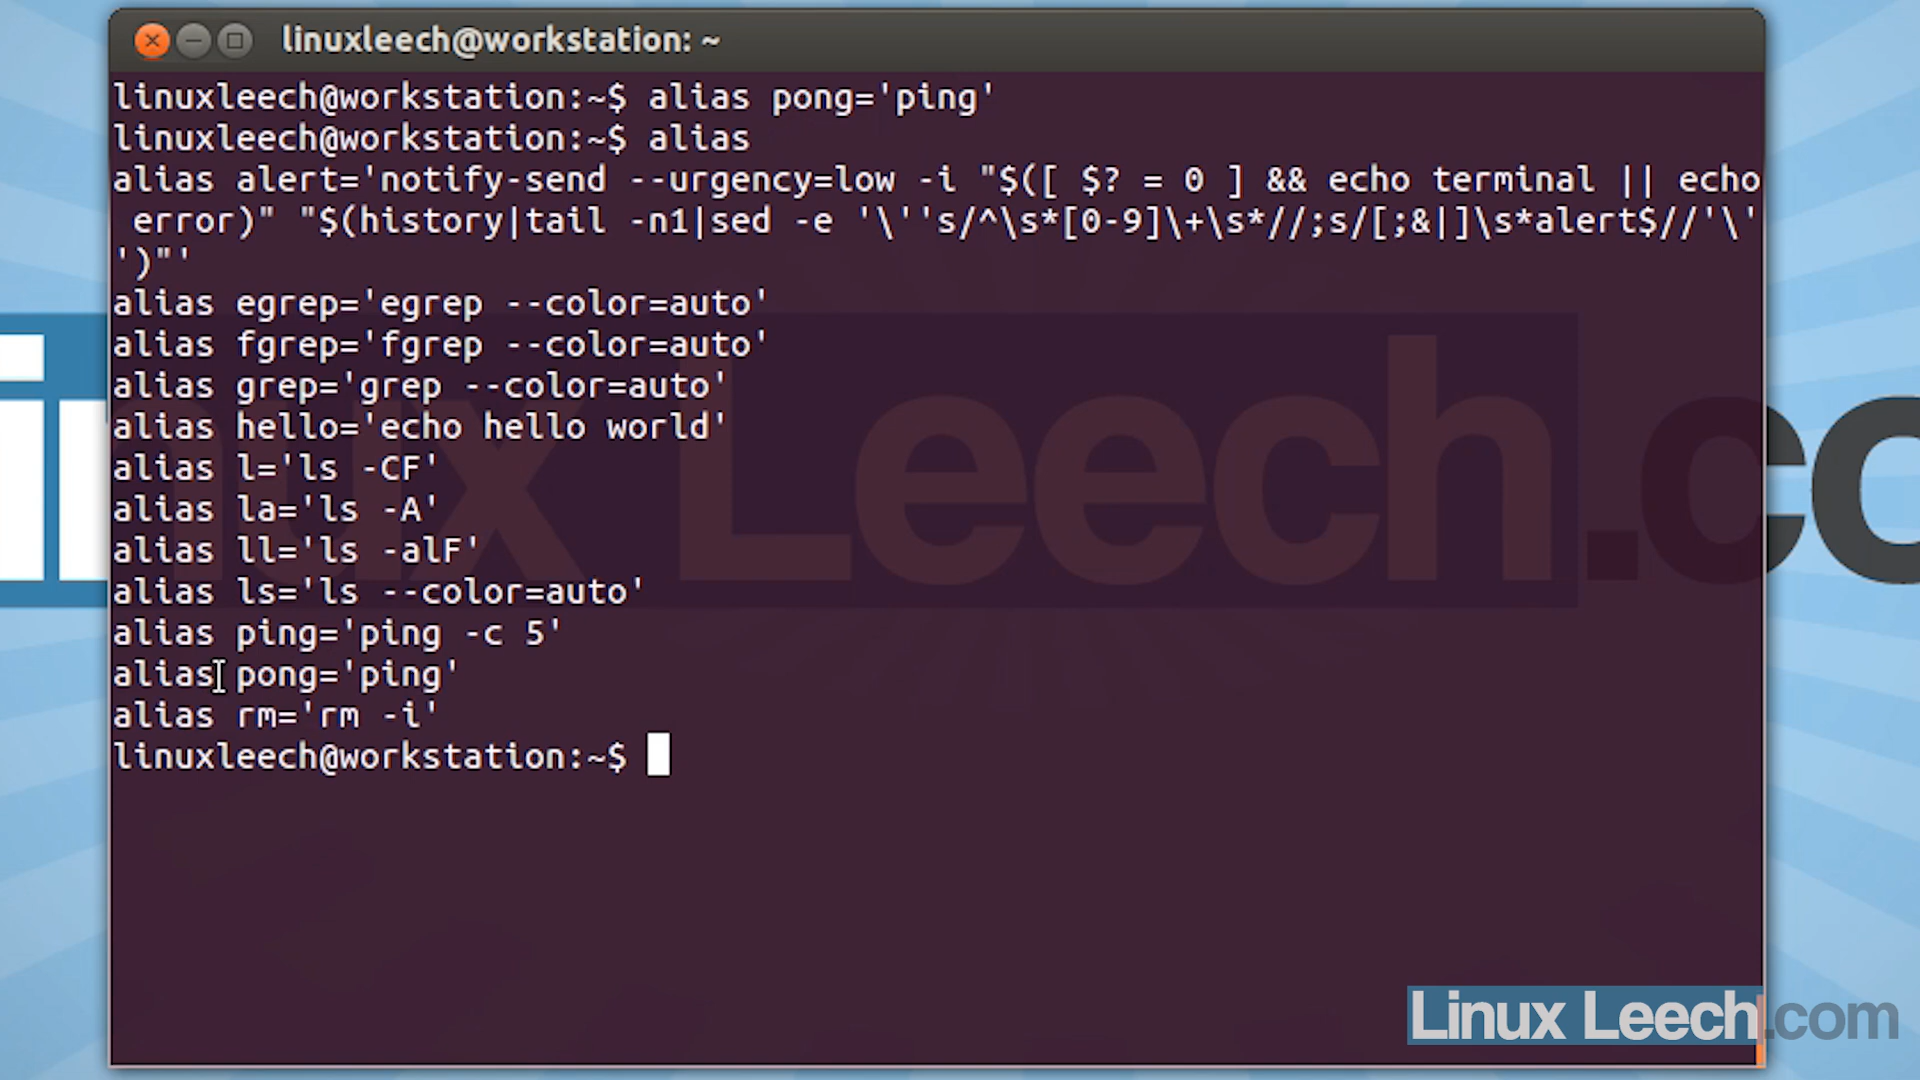 linuxleech@workstation: ~
linuxleech@workstation:~$ alias pong='ping'
linuxleech@workstation:~$ alias
alias alert='notify-send --urgency=low -i "$([ $? = 0 ] && echo terminal || echo
 error)" "$(history|tail -n1|sed -e '\''s/^\s*[0-9]\+\s*//;s/[;&|]\s*alert$//'\'
')"'
alias egrep='egrep --color=auto'
alias fgrep='fgrep --color=auto'
alias grep='grep --color=auto'
alias hello='echo hello world'
alias l='ls -CF'
alias la='ls -A'
alias ll='ls -alF'
alias ls='ls --color=auto'
alias ping='ping -c 5'
alias pong='ping'
alias rm='rm -i'
linuxleech@workstation:~$
inux Leech.co
Linux Leech.com